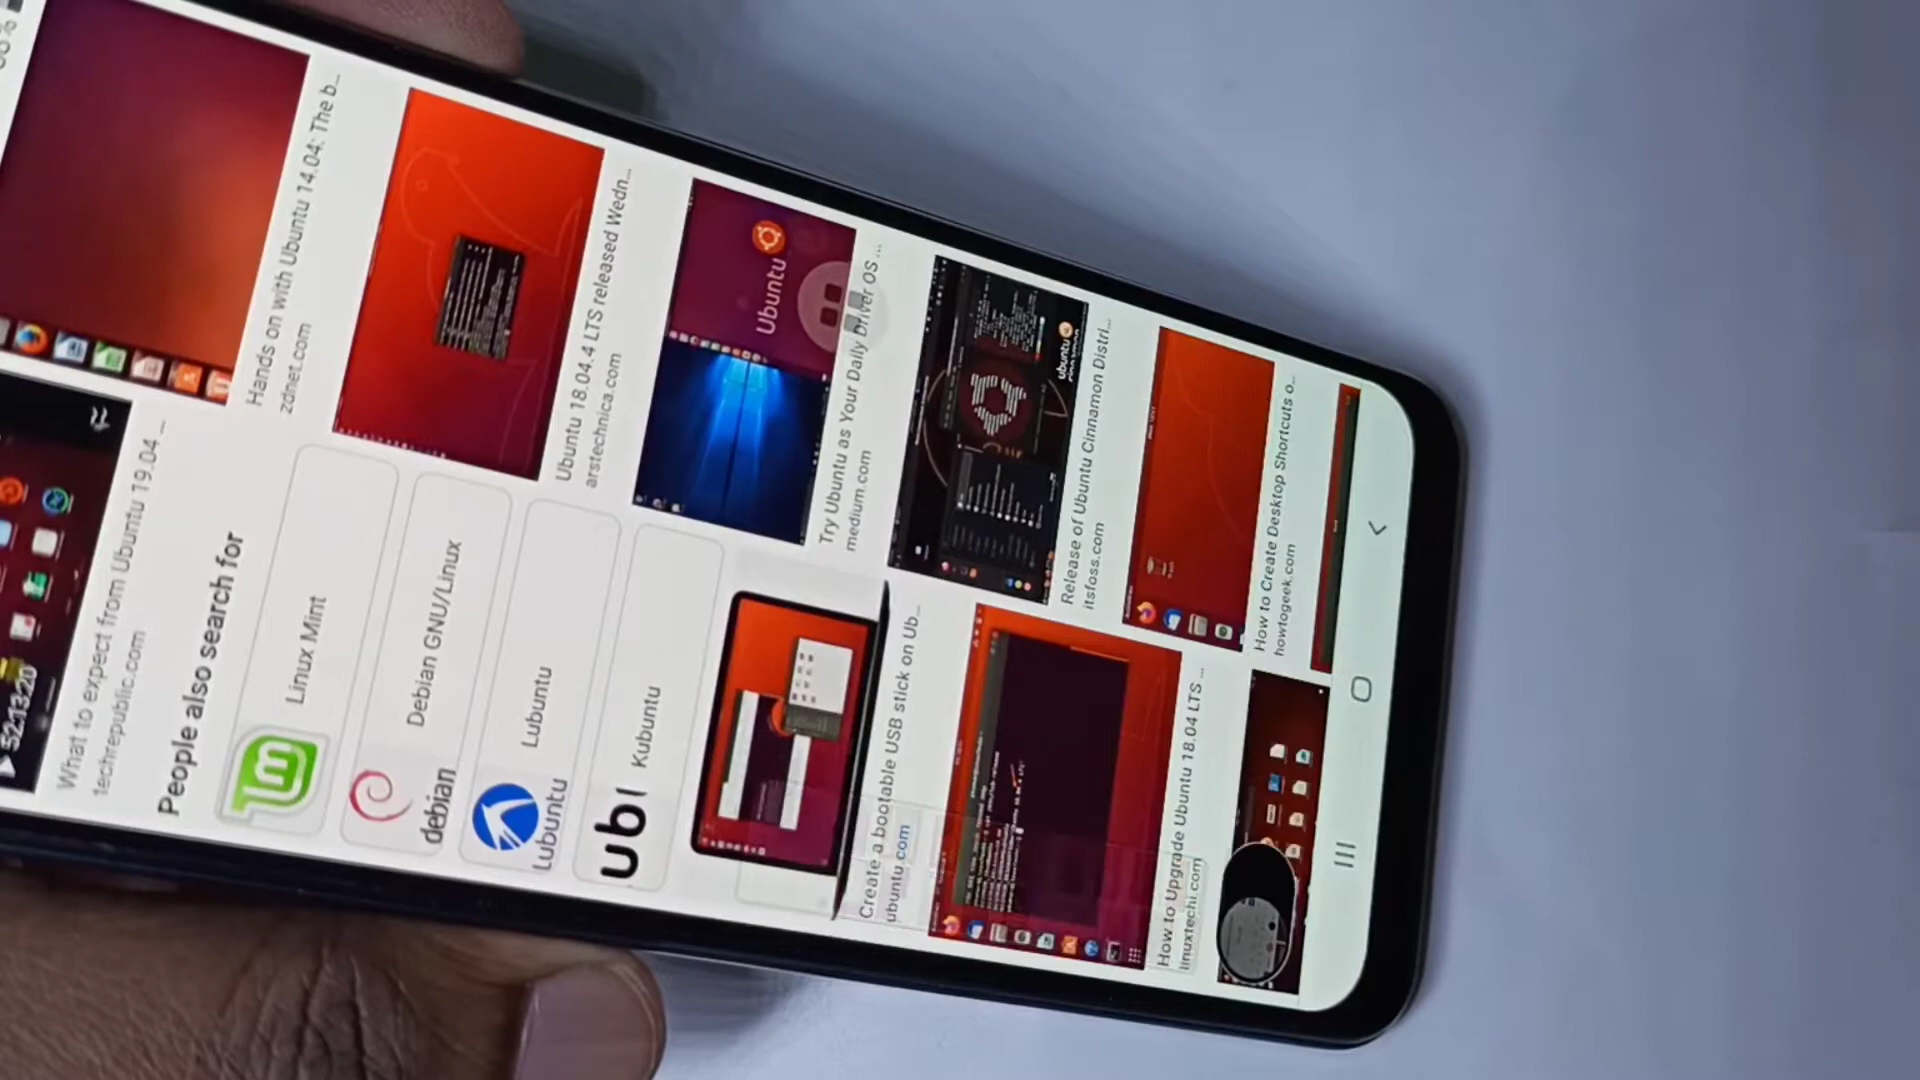 What to expect from Ubuntu 19.04 ...
techrepublic.com
Hands on with Ubuntu 14.04: The b...
zdnet.com
People also search for
Linux Mint
debian
Debian GNU/Linux
Lubuntu
Lubuntu
ub
Kubuntu
Ubuntu 18.04.4 LTS released Wedn...
arstechnica.com
Ubuntu
Try Ubuntu as Your Daily Driver OS ...
medium.com
Create a bootable USB stick on Ub...
ubuntu.com
ubuntu
Release of Ubuntu Cinnamon Distri...
itsfoss.com
How to Upgrade Ubuntu 18.04 LTS ...
linuxtechi.com
How to Create Desktop Shortcuts o...
howtogeek.com